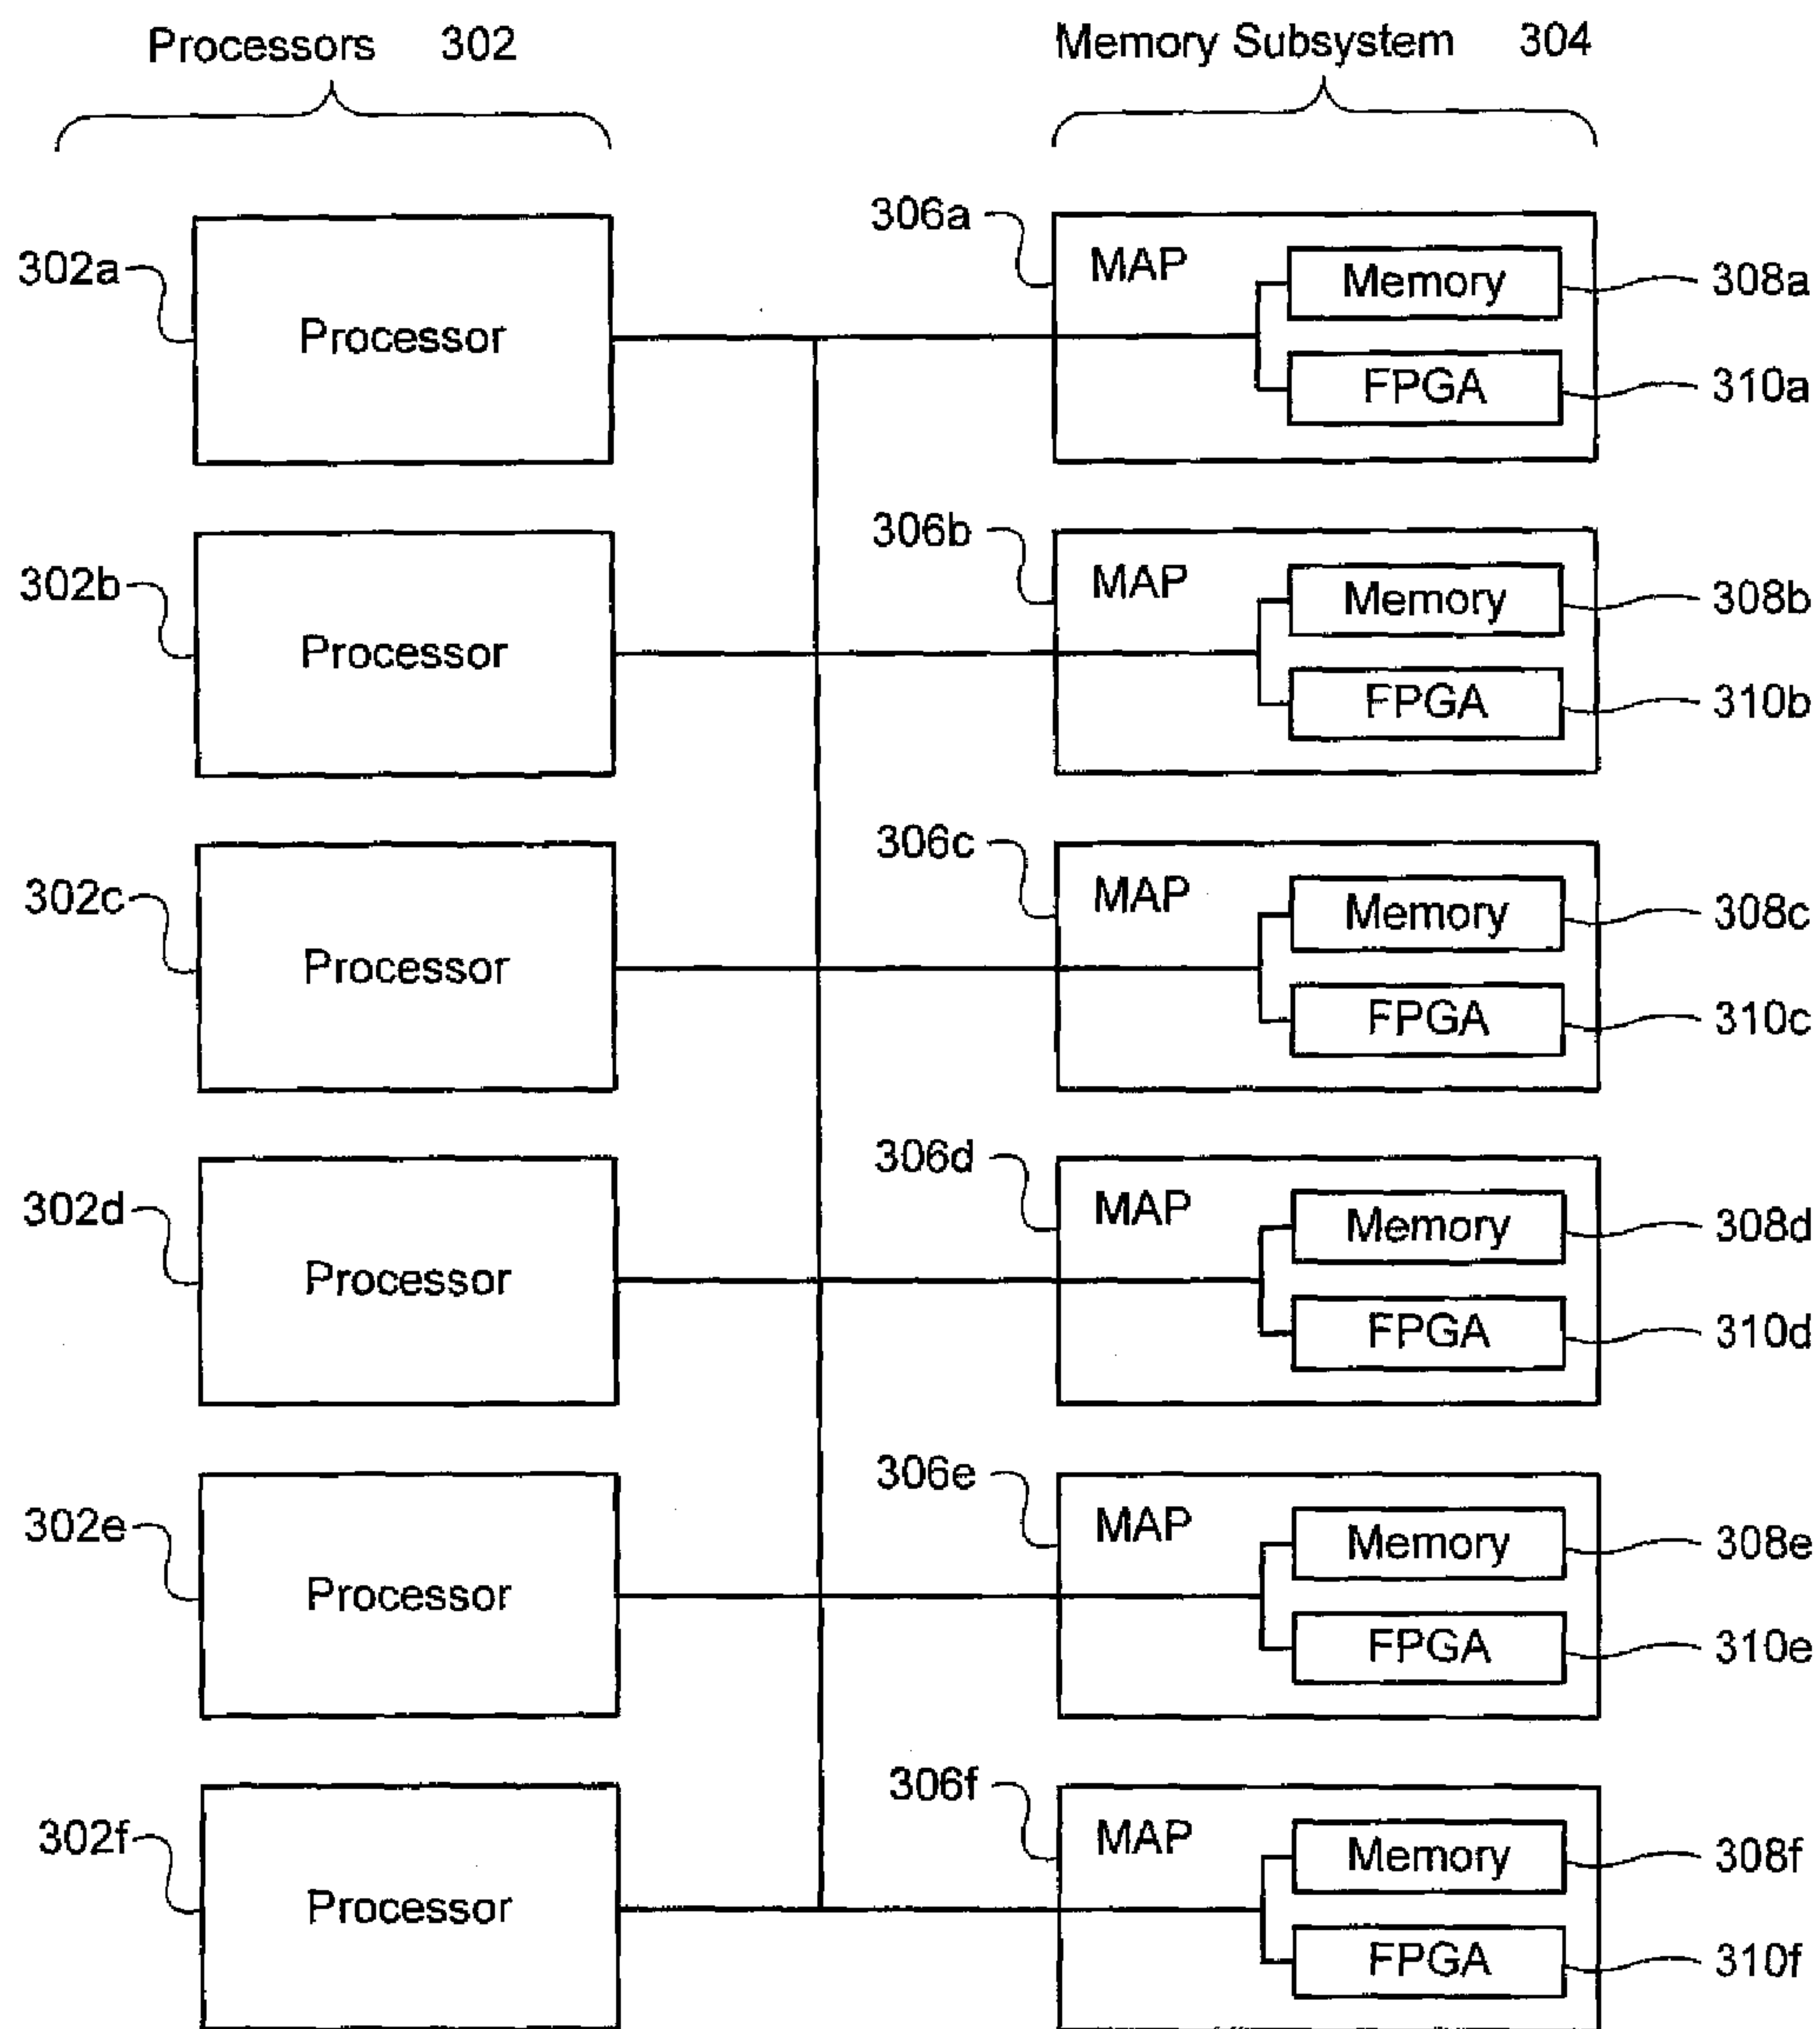 Processors 302
Memory Subsystem 304
306a
MAP
Memory
308a
302a
Processor
FPGA
310a
306b
MAP
Memory
308b
302b
Processor
FPGA
310b
306c
MAP
Memory
308c
302c
Processor
FPGA
310c
306d
MAP
Memory
308d
302d
Processor
FPGA
310d
306e
MAP
Memory
308e
302e
Processor
FPGA
310e
306f
MAP
Memory
308f
302f
Processor
FPGA
310f